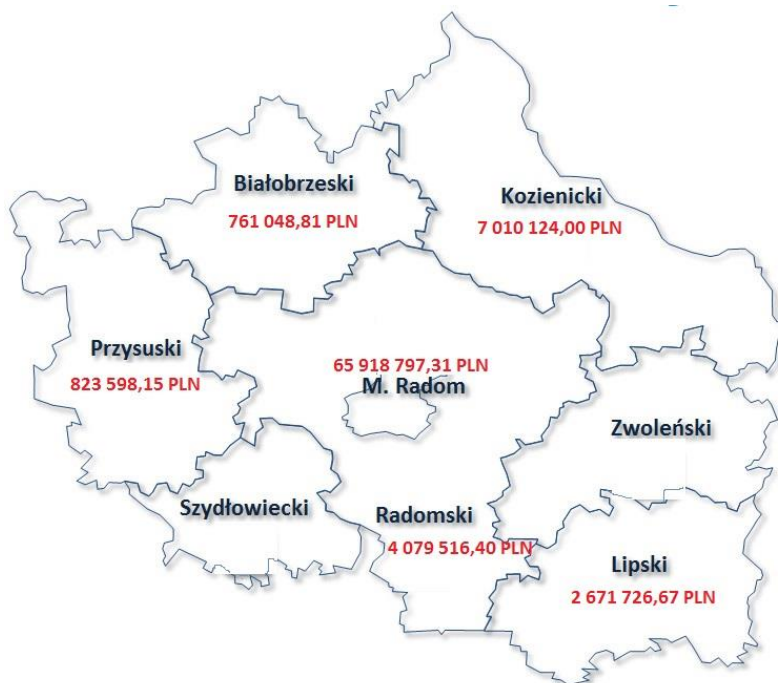 Białobrzeski
761 048,81 PLN
Kozienicki
7 010 124,00 PLN
Przysuski
823 598,15 PLN
65 918 797,31 PLN
M. Radom
Zwoleński
Szydłowiecki
Radomski
4 079 516,40 PLN
Lipski
2 671 726,67 PLN